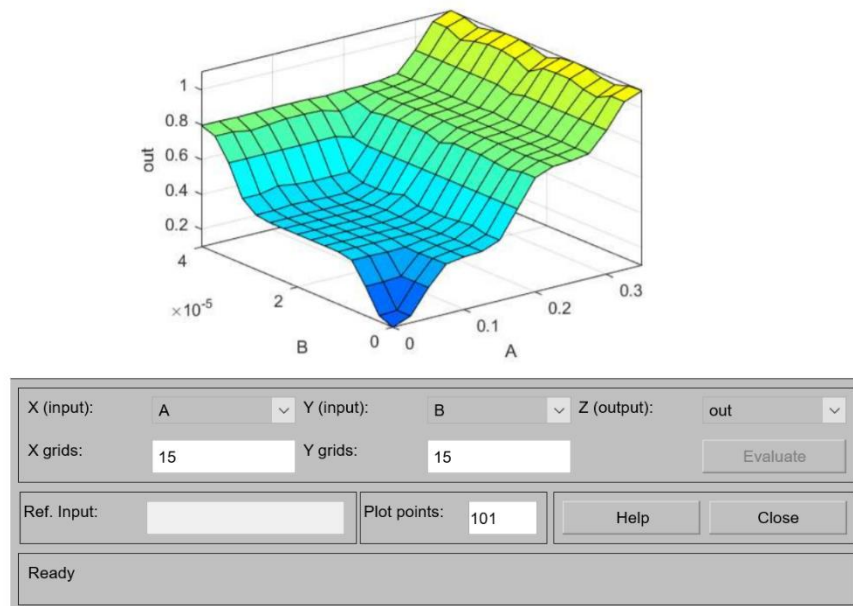 1
0.8
0.6
0.4
0.2
out
4
×10⁻⁵
2
0
B
0
0.1
0.2
0.3
A
X (input): A Y (input): B Z (output): out
X grids: 15 Y grids: 15 Evaluate
Ref. Input: Plot points: 101 Help Close
Ready